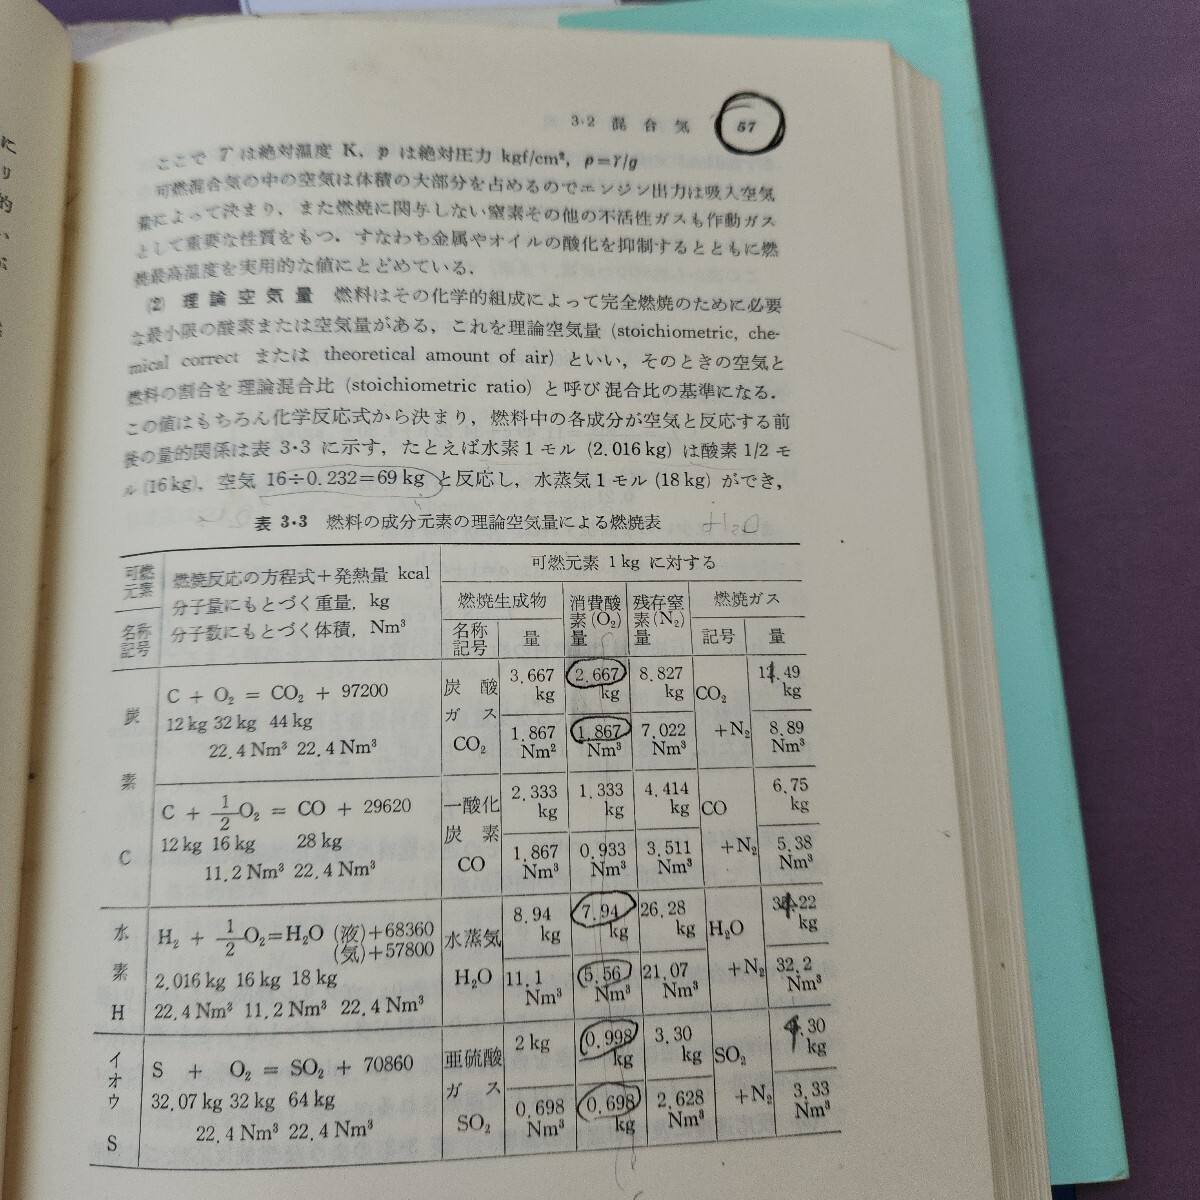 3・2 混合気 57
ここで T は絶対温度 K, p は絶対圧力 kgf/cm², ρ=γ/g
可燃混合気の中の空気は体積の大部分を占めるのでエンジン出力は吸入空気
量によって決まり，また燃焼に関与しない窒素その他の不活性ガスも作動ガス
として重要な性質をもつ．すなわち金属やオイルの酸化を抑制するとともに燃
焼最高温度を実用的な値にとどめている．
(2) 理論空気量 燃料はその化学的組成によって完全燃焼のために必要
な最小限の酸素または空気量がある，これを理論空気量 (stoichiometric, che-
mical correct または theoretical amount of air) といい，そのときの空気と
燃料の割合を理論混合比 (stoichiometric ratio) と呼び混合比の基準になる．
この値はもちろん化学反応式から決まり，燃料中の各成分が空気と反応する前
後の量的関係は表 3・3 に示す，たとえば水素1モル (2.016 kg) は酸素 1/2 モ
ル (16 kg)，空気 16÷0.232=69 kg と反応し，水蒸気1モル (18 kg) ができ，
表 3・3 燃料の成分元素の理論空気量による燃焼表
可燃元素 燃焼反応の方程式＋発熱量 kcal 可燃元素 1 kg に対する
分子量にもとづく重量，kg 燃焼生成物 消費酸素(O₂)量 残存窒素(N₂)量 燃焼ガス
名称記号 分子数にもとづく体積，Nm³ 名称記号 量 記号 量
炭素 C
C + O₂ = CO₂ + 97200 炭酸ガス CO₂ 3.667 kg 2.667 kg 8.827 kg CO₂ +N₂ .49 kg
12 kg 32 kg 44 kg
22.4 Nm³ 22.4 Nm³ 1.867 Nm² 1.867 Nm³ 7.022 Nm³ 8.89 Nm³
C + 1/2 O₂ = CO + 29620 一酸化炭素 CO 2.333 kg 1.333 kg 4.414 kg CO +N₂ 6.75 kg
12 kg 16 kg 28 kg
11.2 Nm³ 22.4 Nm³ 1.867 Nm³ 0.933 Nm³ 3.511 Nm³ 5.38 Nm³
水素 H
H₂ + 1/2 O₂=H₂O (液)+68360 (気)+57800 水蒸気 H₂O 8.94 kg 7.94 kg 26.28 kg H₂O +N₂ .22 kg
2.016 kg 16 kg 18 kg
22.4 Nm³ 11.2 Nm³ 22.4 Nm³ 11.1 Nm³ 5.56 Nm³ 21.07 Nm³ 32.2 Nm³
イオウ S
S + O₂ = SO₂ + 70860 亜硫酸ガス SO₂ 2 kg 0.998 kg 3.30 kg SO₂ +N₂ .30 kg
32.07 kg 32 kg 64 kg
22.4 Nm³ 22.4 Nm³ 0.698 Nm³ 0.698 kg 2.628 Nm³ 3.33 Nm³